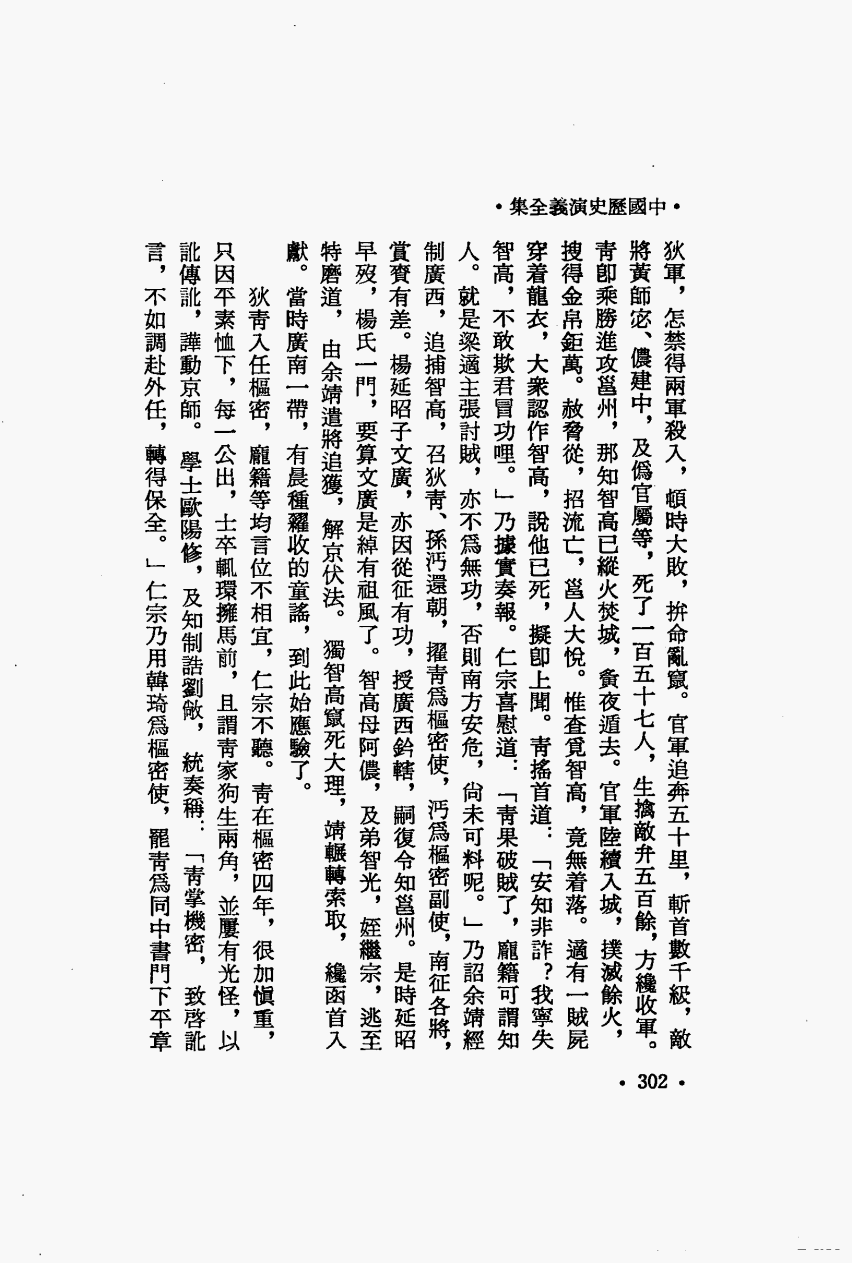 •中國歷史演義全集•
狄軍，怎禁得兩軍殺入，頓時大敗，拚命亂竄。官軍追奔五十里，斬首數千級，敵
將黃師宓、儂建中，及僞官屬等，死了一百五十七人，生擒敵弁五百餘，方纔收軍。
青卽乘勝進攻邕州，那知智高已縱火焚城，夤夜遁去。官軍陸續入城，撲滅餘火，
搜得金帛鉅萬。赦脅從，招流亡，邕人大悅。惟查覓智高，竟無着落。適有一賊屍
穿着龍衣，大衆認作智高，說他已死，擬卽上聞。青搖首道：「安知非詐？我寧失
智高，不敢欺君冒功哩。」乃據實奏報。仁宗喜慰道：「青果破賊了，龐籍可謂知
人。就是梁適主張討賊，亦不爲無功，否則南方安危，尙未可料呢。」乃詔余靖經
制廣西，追捕智高，召狄青、孫沔還朝，擢青爲樞密使，沔爲樞密副使，南征各將，
賞賚有差。楊延昭子文廣，亦因從征有功，授廣西鈐轄，嗣復令知邕州。是時延昭
早歿，楊氏一門，要算文廣是綽有祖風了。智高母阿儂，及弟智光，姪繼宗，逃至
特磨道，由余靖遣將追獲，解京伏法。獨智高竄死大理，靖輾轉索取，纔函首入
獻。當時廣南一帶，有農種糴收的童謠，到此始應驗了。
狄青入任樞密，龐籍等均言位不相宜，仁宗不聽。青在樞密四年，很加愼重，
只因平素恤下，每一公出，士卒輒環擁馬前，且謂青家狗生兩角，並屢有光怪，以
訛傳訛，譁動京師。學士歐陽修，及知制誥劉敞，統奏稱：「青掌機密，致啓訛
言，不如調赴外任，轉得保全。」仁宗乃用韓琦爲樞密使，罷青爲同中書門下平章
• 302 •